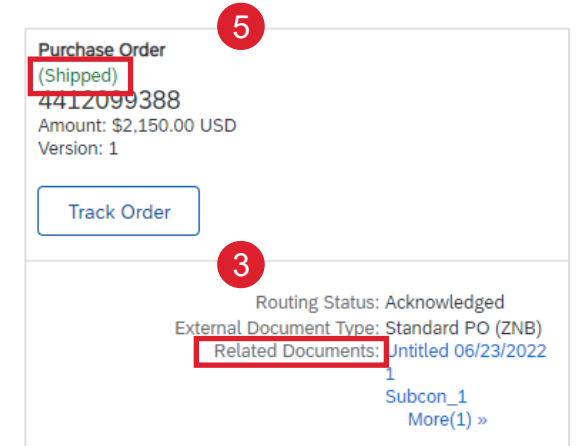 5
Purchase Order
(Shipped)
4412099388
Amount: $2,150.00 USD
Version: 1
Track Order
3
Routing Status: Acknowledged
External Document Type: Standard PO (ZNB)
Related Documents: Untitled 06/23/2022
1
Subcon_1
More(1) »